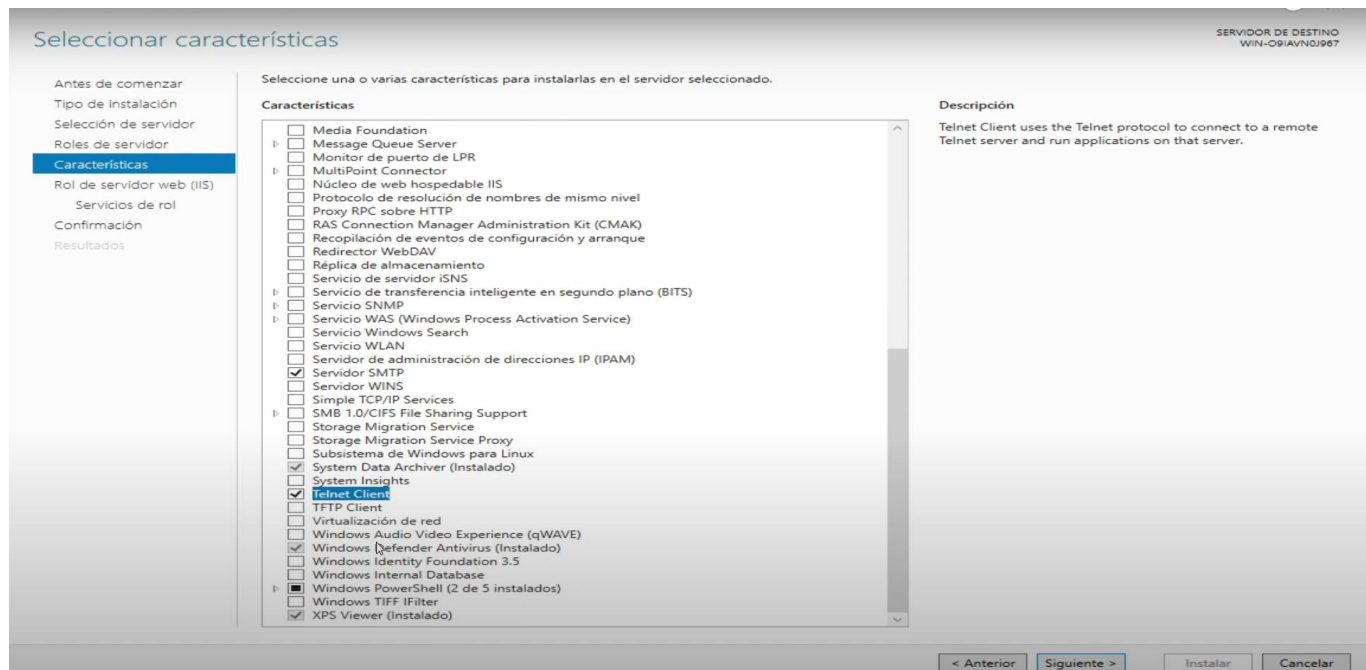 Seleccionar características
SERVIDOR DE DESTINO
WIN-O9IAVN0J967
Antes de comenzar
Tipo de instalación
Selección de servidor
Roles de servidor
Características
Rol de servidor web (IIS)
Servicios de rol
Confirmación
Resultados
Seleccione una o varias características para instalarlas en el servidor seleccionado.
Características
Media Foundation
Message Queue Server
Monitor de puerto de LPR
MultiPoint Connector
Núcleo de web hospedable IIS
Protocolo de resolución de nombres de mismo nivel
Proxy RPC sobre HTTP
RAS Connection Manager Administration Kit (CMAK)
Recopilación de eventos de configuración y arranque
Redirector WebDAV
Réplica de almacenamiento
Servicio de servidor iSNS
Servicio de transferencia inteligente en segundo plano (BITS)
Servicio SNMP
Servicio WAS (Windows Process Activation Service)
Servicio Windows Search
Servicio WLAN
Servidor de administración de direcciones IP (IPAM)
Servidor SMTP
Servidor WINS
Simple TCP/IP Services
SMB 1.0/CIFS File Sharing Support
Storage Migration Service
Storage Migration Service Proxy
Subsistema de Windows para Linux
System Data Archiver (Instalado)
System Insights
Telnet Client
TFTP Client
Virtualización de red
Windows Audio Video Experience (qWAVE)
Windows Defender Antivirus (Instalado)
Windows Identity Foundation 3.5
Windows Internal Database
Windows PowerShell (2 de 5 instalados)
Windows TIFF IFilter
XPS Viewer (Instalado)
Descripción
Telnet Client uses the Telnet protocol to connect to a remote
Telnet server and run applications on that server.
< Anterior
Siguiente >
Instalar
Cancelar